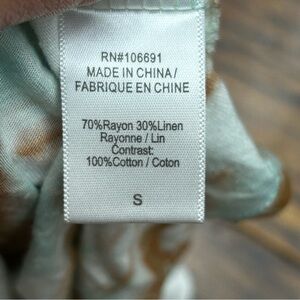 RN#106691
MADE IN CHINA/
FABRIQUE EN CHINE
70%Rayon 30%Linen
Rayonne / Lin
Contrast:
100%Cotton / Coton
S